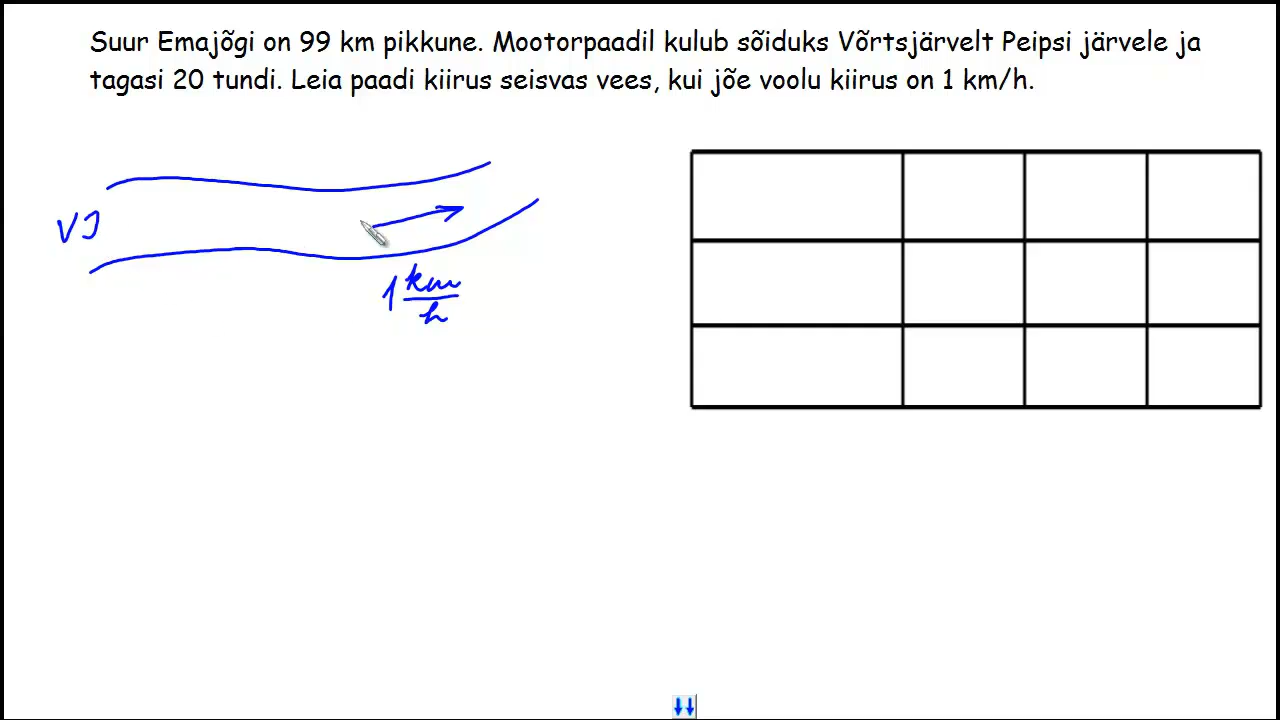 Suur Emajõgi on 99 km pikkune. Mootorpaadil kulub sõiduks Võrtsjärvelt Peipsi järvele ja
tagasi 20 tundi. Leia paadi kiirus seisvas vees, kui jõe voolu kiirus on 1 km/h.
VJ
1 km/h